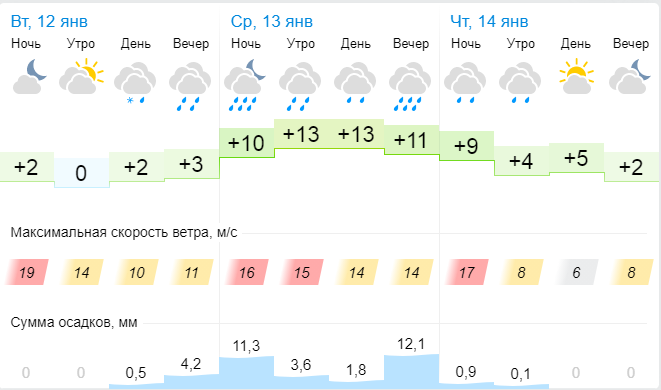 Вт, 12 янв Ср, 13 янв Чт, 14 янв
Ночь Утро День Вечер Ночь Утро День Вечер Ночь Утро День Вечер
+2 0 +2 +3 +10 +13 +13 +11 +9 +4 +5 +2
Максимальная скорость ветра, м/с
19 14 10 11 16 15 14 14 17 8 6 8
Сумма осадков, мм
0 0 0,5 4,2 11,3 3,6 1,8 12,1 0,9 0,1 0 0